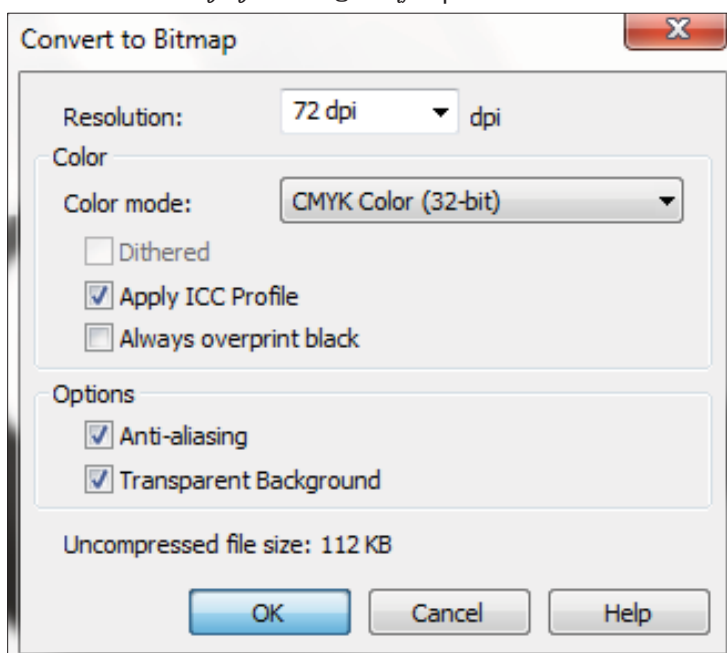 Convert to Bitmap
Resolution: 72 dpi dpi
Color
Color mode: CMYK Color (32-bit)
Dithered
Apply ICC Profile
Always overprint black
Options
Anti-aliasing
Transparent Background
Uncompressed file size: 112 KB
OK Cancel Help